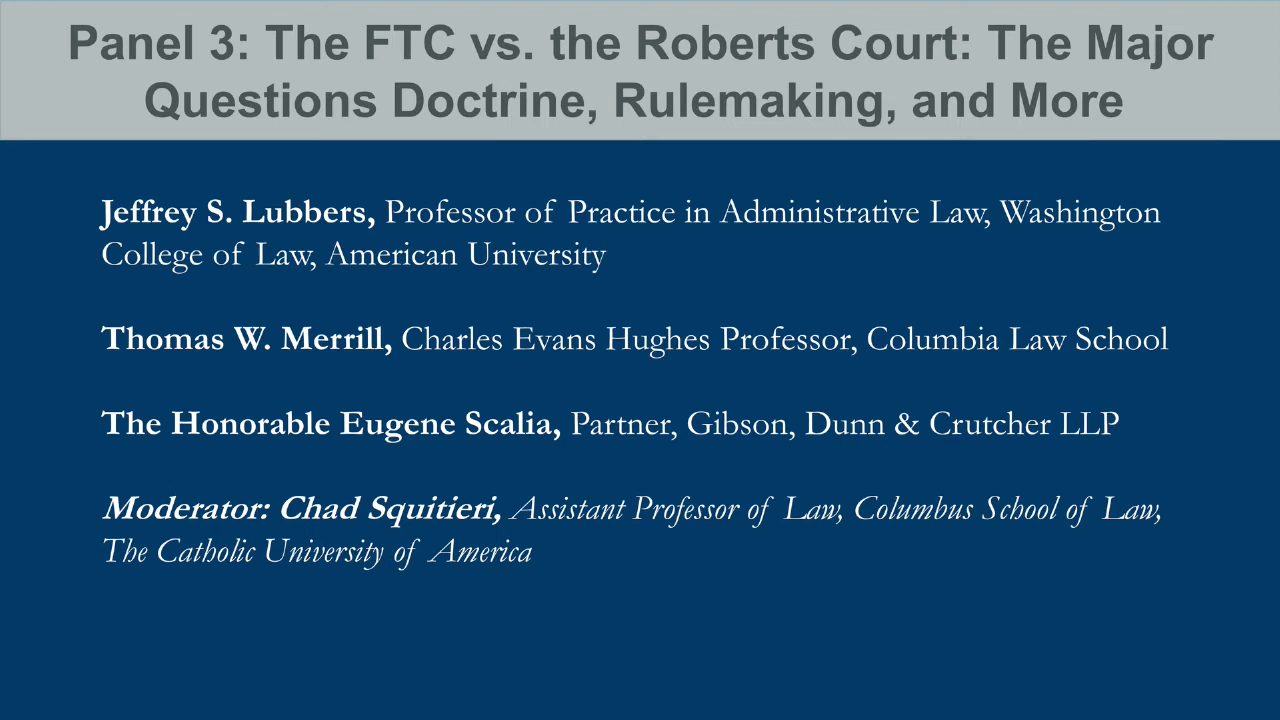 Panel 3: The FTC vs. the Roberts Court: The Major
Questions Doctrine, Rulemaking, and More
Jeffrey S. Lubbers, Professor of Practice in Administrative Law, Washington
College of Law, American University
Thomas W. Merrill, Charles Evans Hughes Professor, Columbia Law School
The Honorable Eugene Scalia, Partner, Gibson, Dunn & Crutcher LLP
Moderator: Chad Squitieri, Assistant Professor of Law, Columbus School of Law,
The Catholic University of America